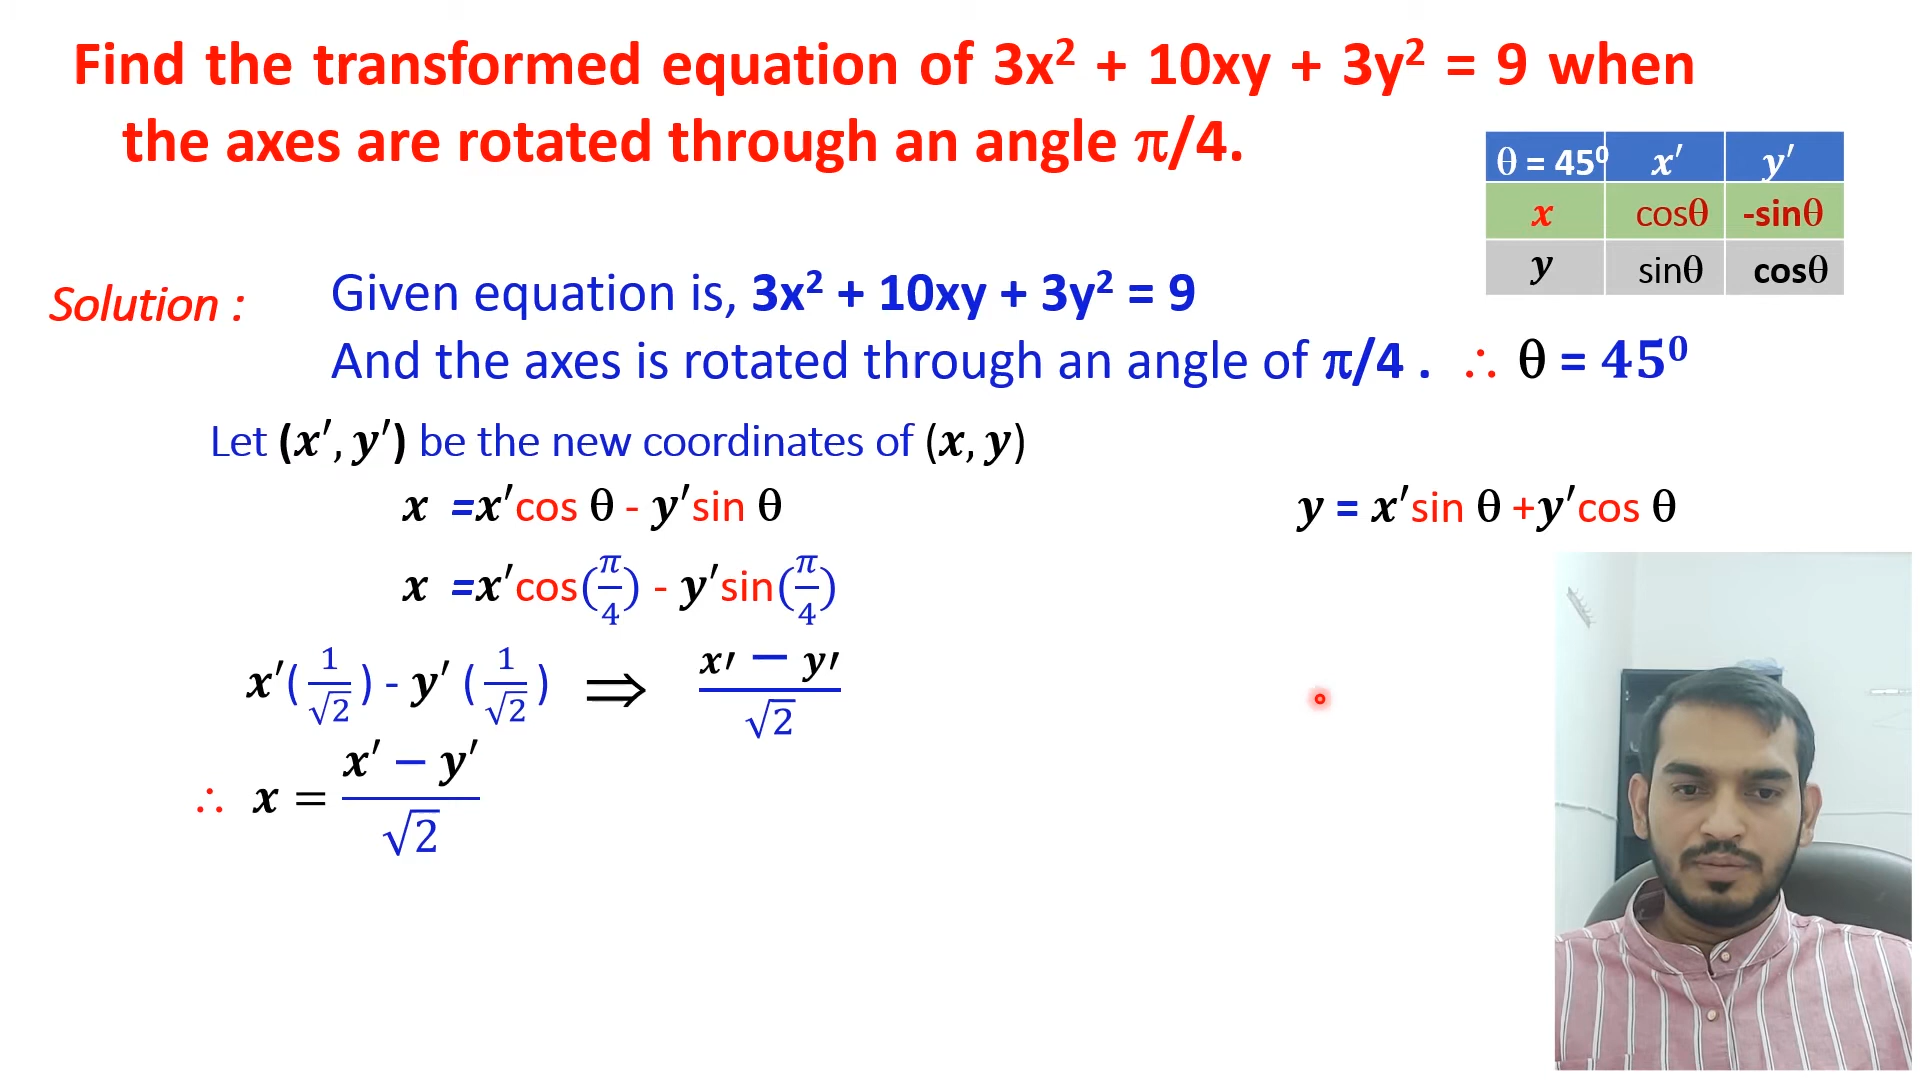 Find the transformed equation of 3x² + 10xy + 3y² = 9 when
the axes are rotated through an angle π/4.
θ = 45⁰ x′ y′
x cosθ -sinθ
y sinθ cosθ
Solution :
Given equation is, 3x² + 10xy + 3y² = 9
And the axes is rotated through an angle of π/4 . ∴ θ = 45⁰
Let (x′, y′) be the new coordinates of (x, y)
x =x′cos θ - y′sin θ
y = x′sin θ +y′cos θ
x =x′cos(π/4) - y′sin(π/4)
x′(1/√2) - y′ (1/√2) ⇒ x′ − y′/√2
∴ x = x′ − y′/√2